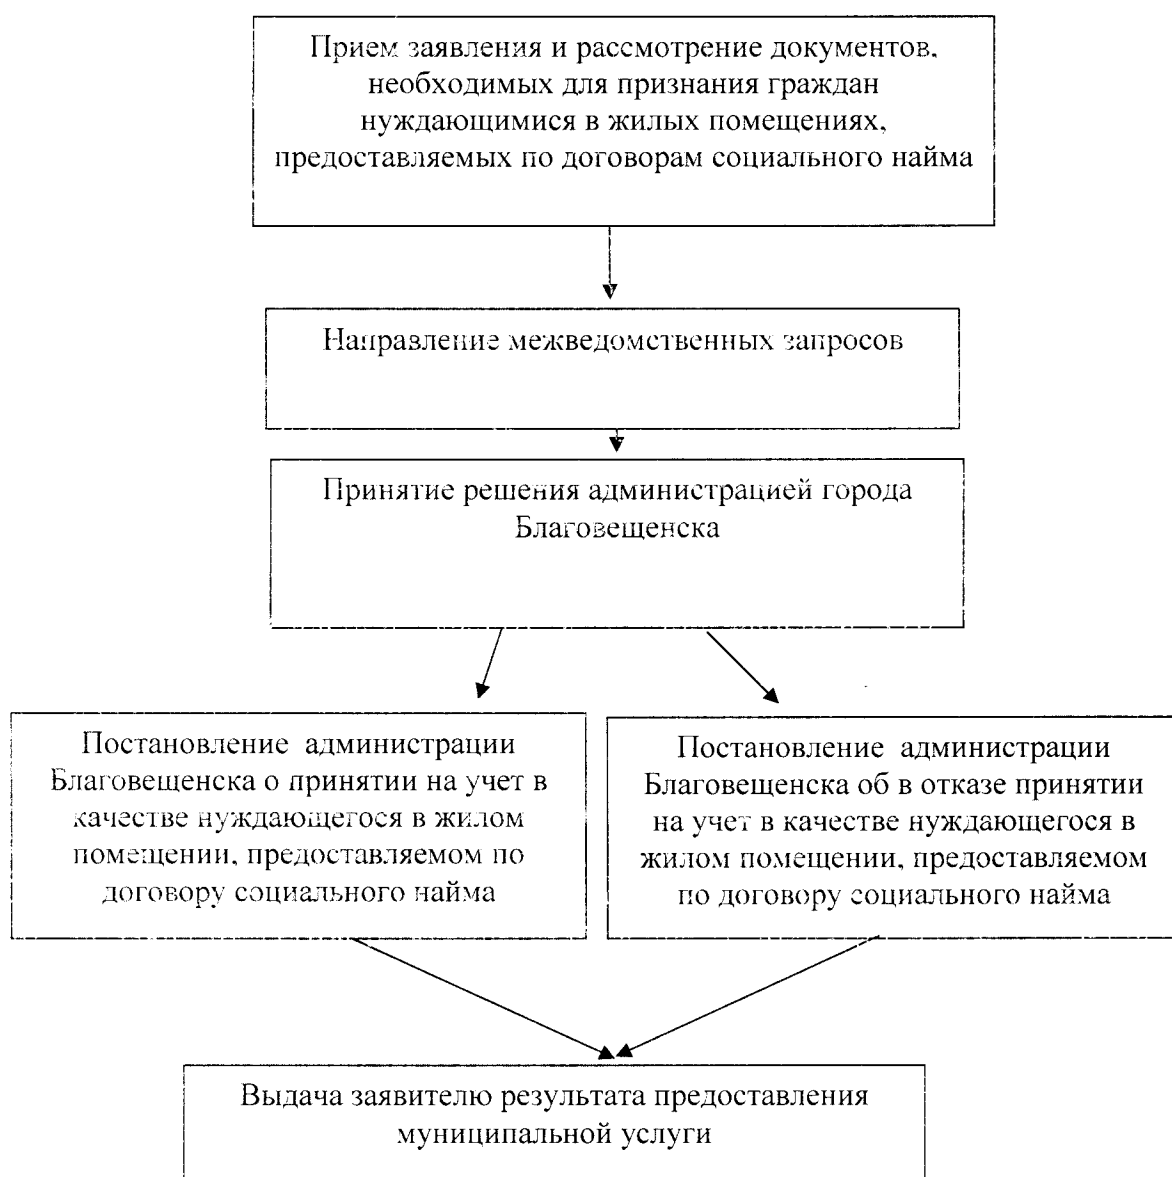 Прием заявления и рассмотрение документов,
необходимых для признания граждан
нуждающимися в жилых помещениях,
предоставляемых по договорам социального найма
Направление межведомственных запросов
Принятие решения администрацией города
Благовещенска
Постановление администрации
Благовещенска о принятии на учет в
качестве нуждающегося в жилом
помещении, предоставляемом по
договору социального найма
Постановление администрации
Благовещенска об в отказе принятии
на учет в качестве нуждающегося в
жилом помещении, предоставляемом
по договору социального найма
Выдача заявителю результата предоставления
муниципальной услуги